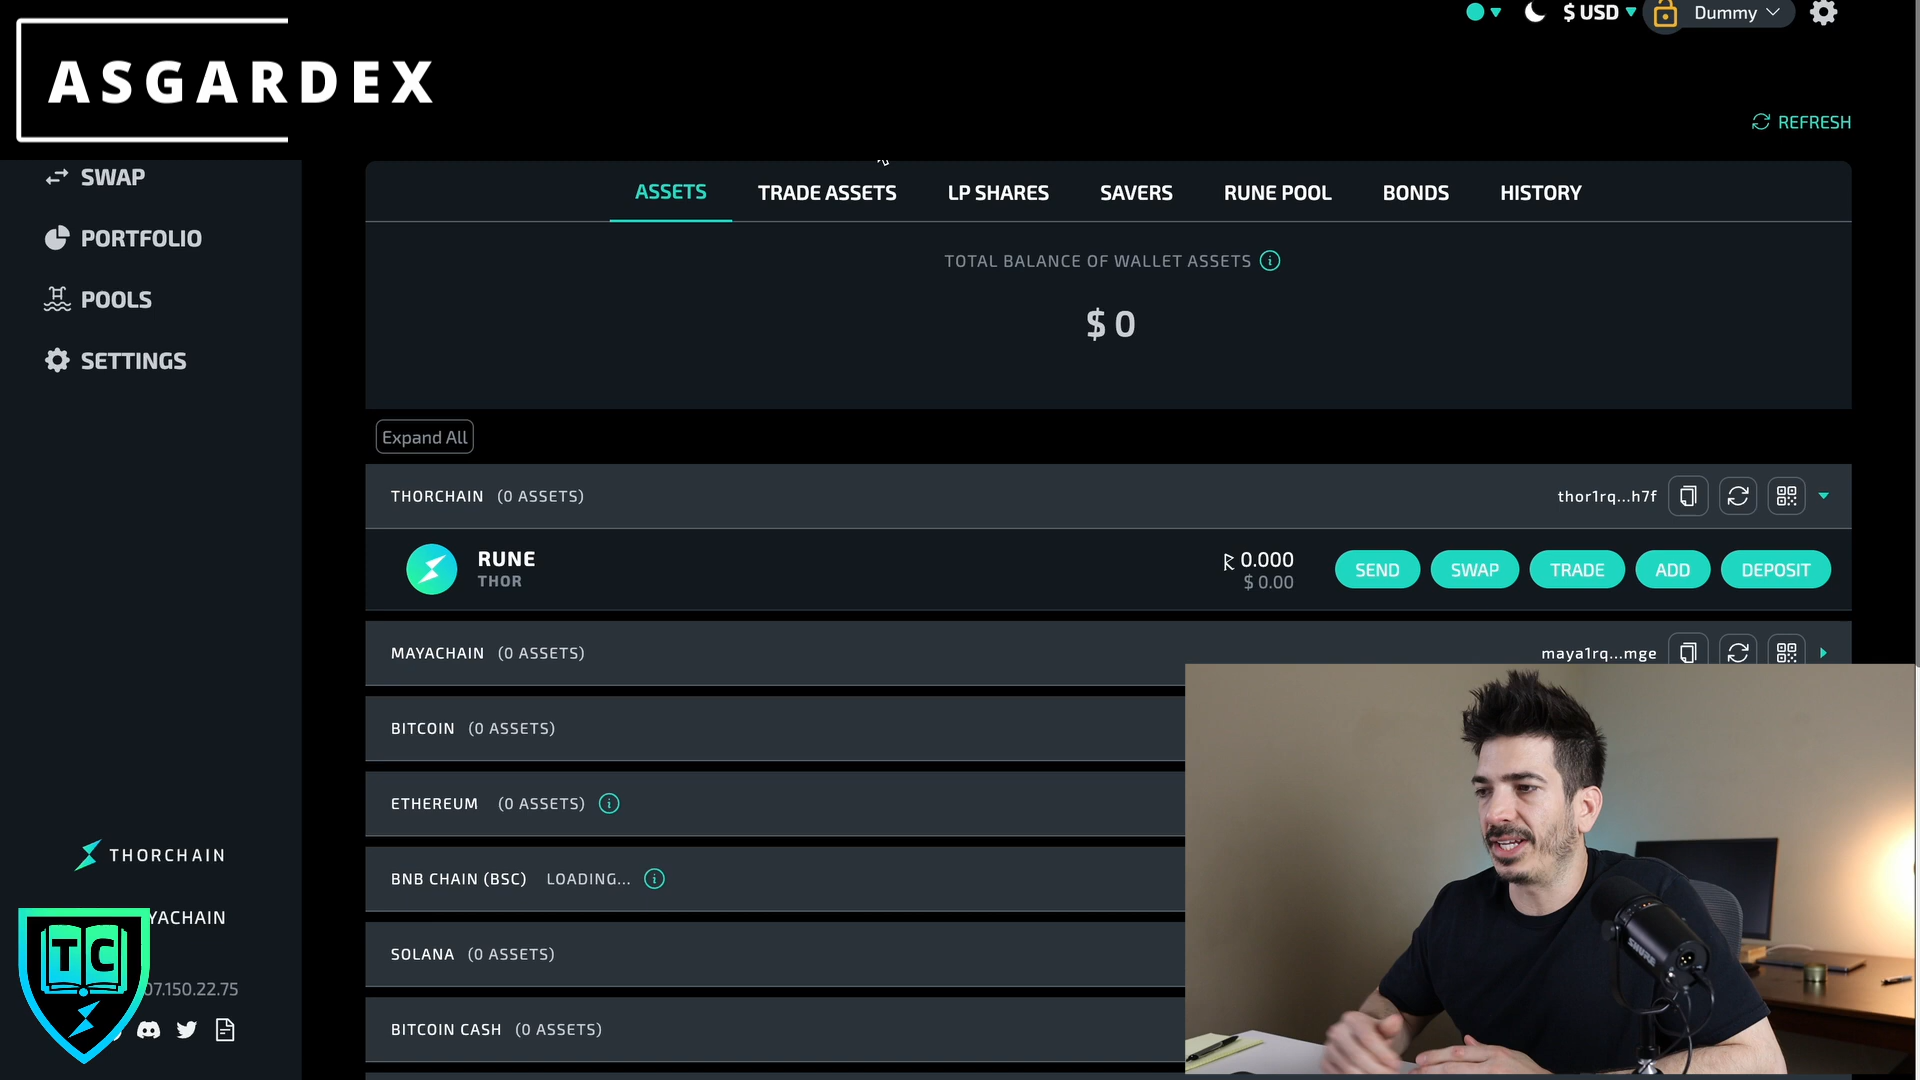 $ USD
Dummy
ASGARDEX
REFRESH
SWAP
PORTFOLIO
POOLS
SETTINGS
ASSETS
TRADE ASSETS
LP SHARES
SAVERS
RUNE POOL
BONDS
HISTORY
TOTAL BALANCE OF WALLET ASSETS
$ 0
Expand All
THORCHAIN (0 ASSETS)
thor1rq...h7f
RUNE
THOR
0.000
$ 0.00
SEND
SWAP
TRADE
ADD
DEPOSIT
MAYACHAIN (0 ASSETS)
maya1rq...mge
BITCOIN (0 ASSETS)
ETHEREUM (0 ASSETS)
BNB CHAIN (BSC) LOADING...
SOLANA (0 ASSETS)
BITCOIN CASH (0 ASSETS)
THORCHAIN
YACHAIN
07.150.22.75
TC
SHURE